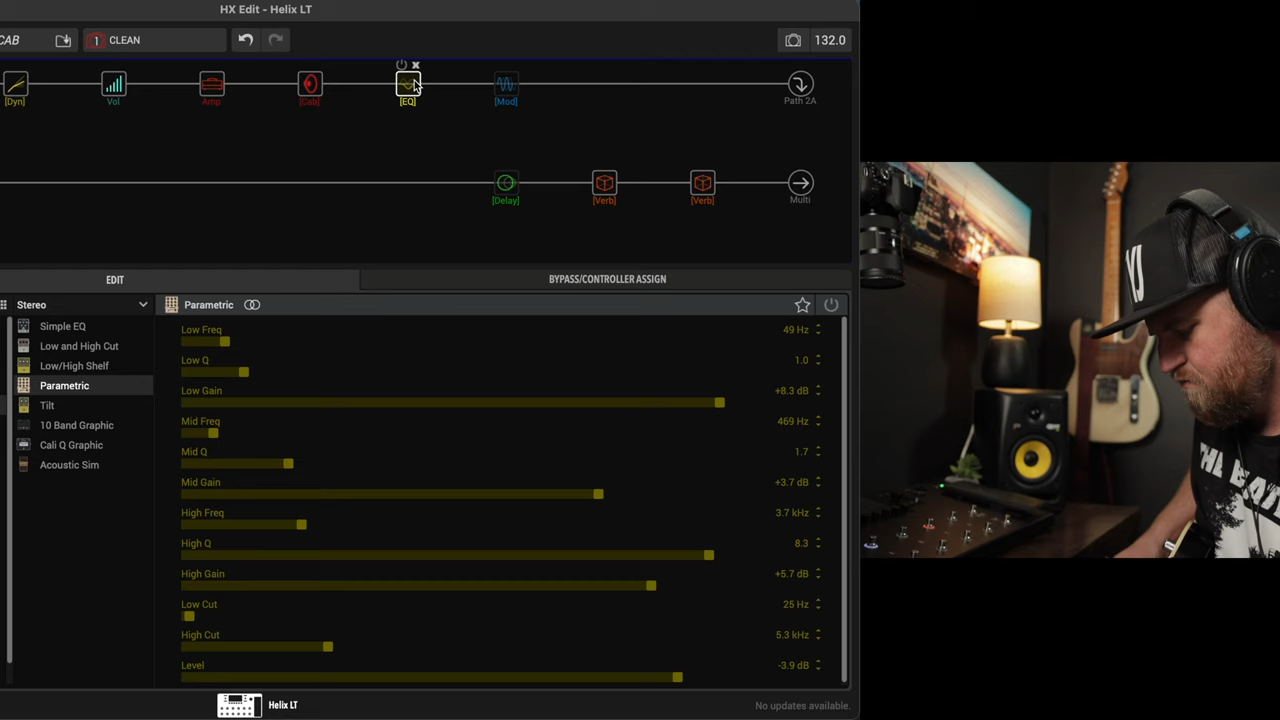 HX Edit - Helix LT
CAB
1 CLEAN
132.0
[Dyn] Vol Amp [Cab] [EQ] [Mod] Path 2A
[Delay] [Verb] [Verb] Multi
EDIT BYPASS/CONTROLLER ASSIGN
Stereo
Parametric
Simple EQ
Low and High Cut
Low/High Shelf
Parametric
Tilt
10 Band Graphic
Cali Q Graphic
Acoustic Sim
Low Freq 49 Hz
Low Q 1.0
Low Gain +8.3 dB
Mid Freq 469 Hz
Mid Q 1.7
Mid Gain +3.7 dB
High Freq 3.7 kHz
High Q 8.3
High Gain +5.7 dB
Low Cut 25 Hz
High Cut 5.3 kHz
Level -3.9 dB
Helix LT
No updates available.
YJ
THE BEAT